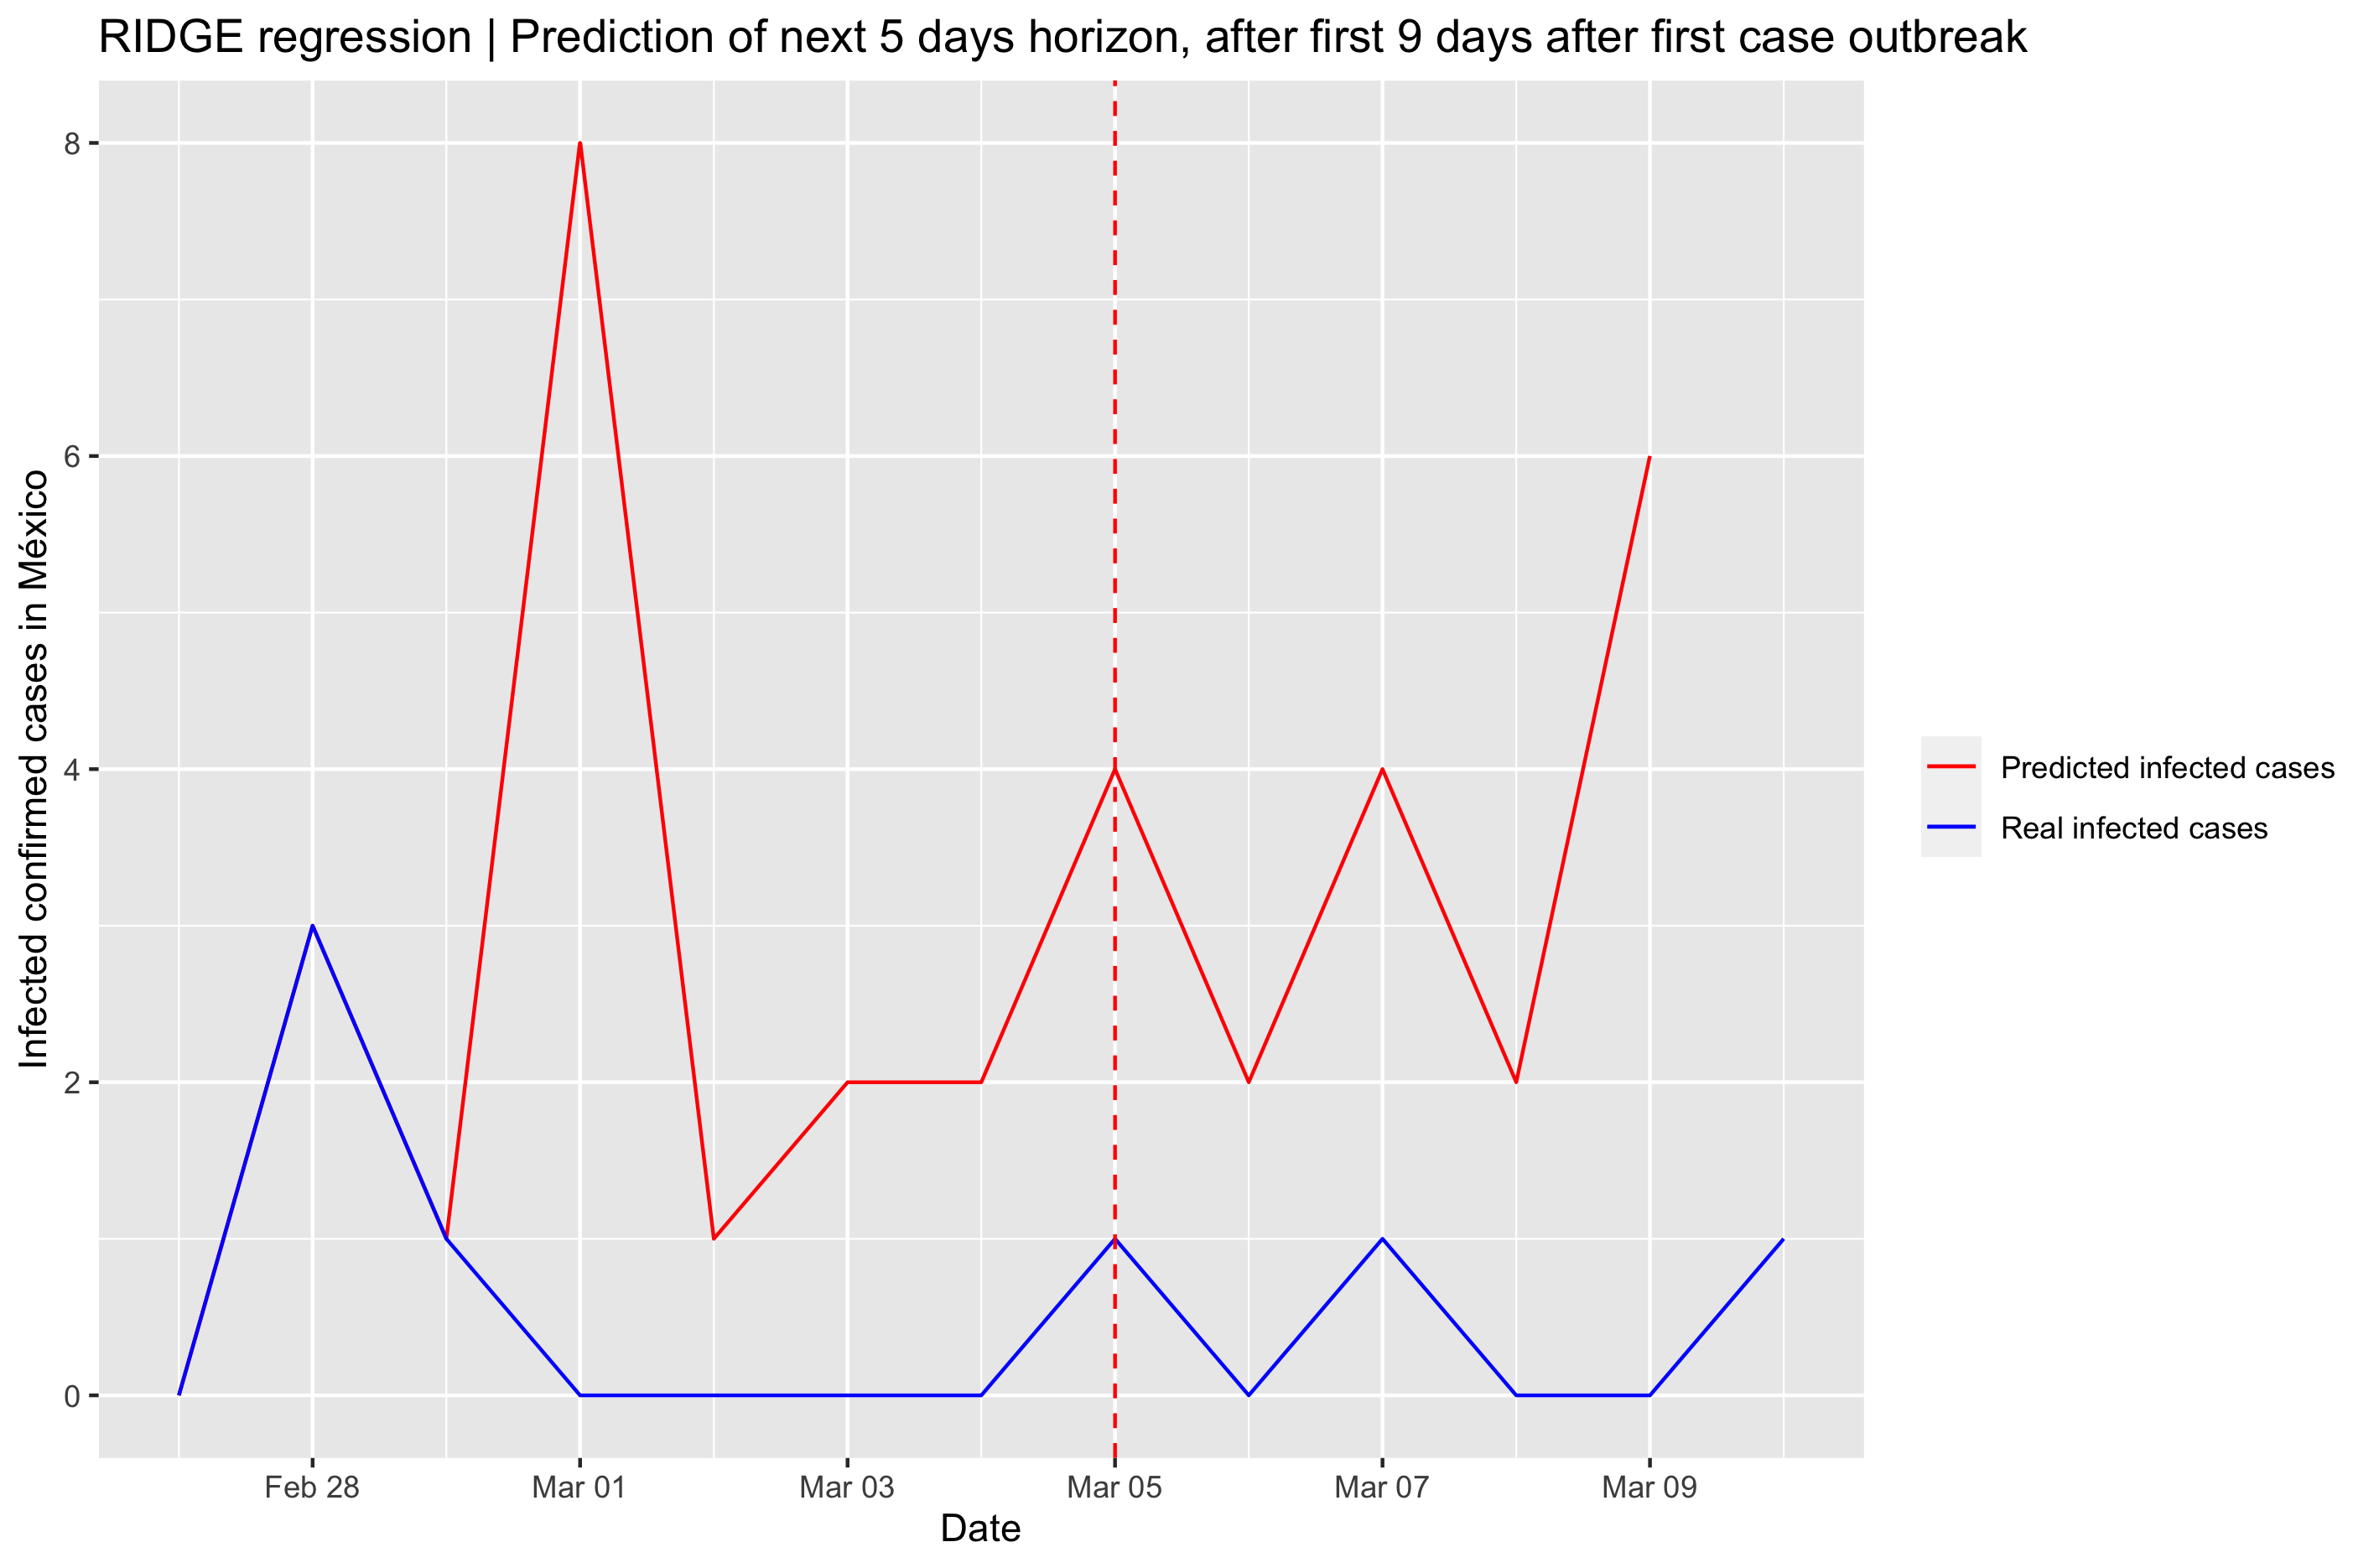 RIDGE regression | Prediction of next 5 days horizon, after first 9 days after first case outbreak
Infected confirmed cases in México
8
6
4
2
0
Feb 28 Mar 01 Mar 03 Mar 05 Mar 07 Mar 09
Date
Predicted infected cases
Real infected cases